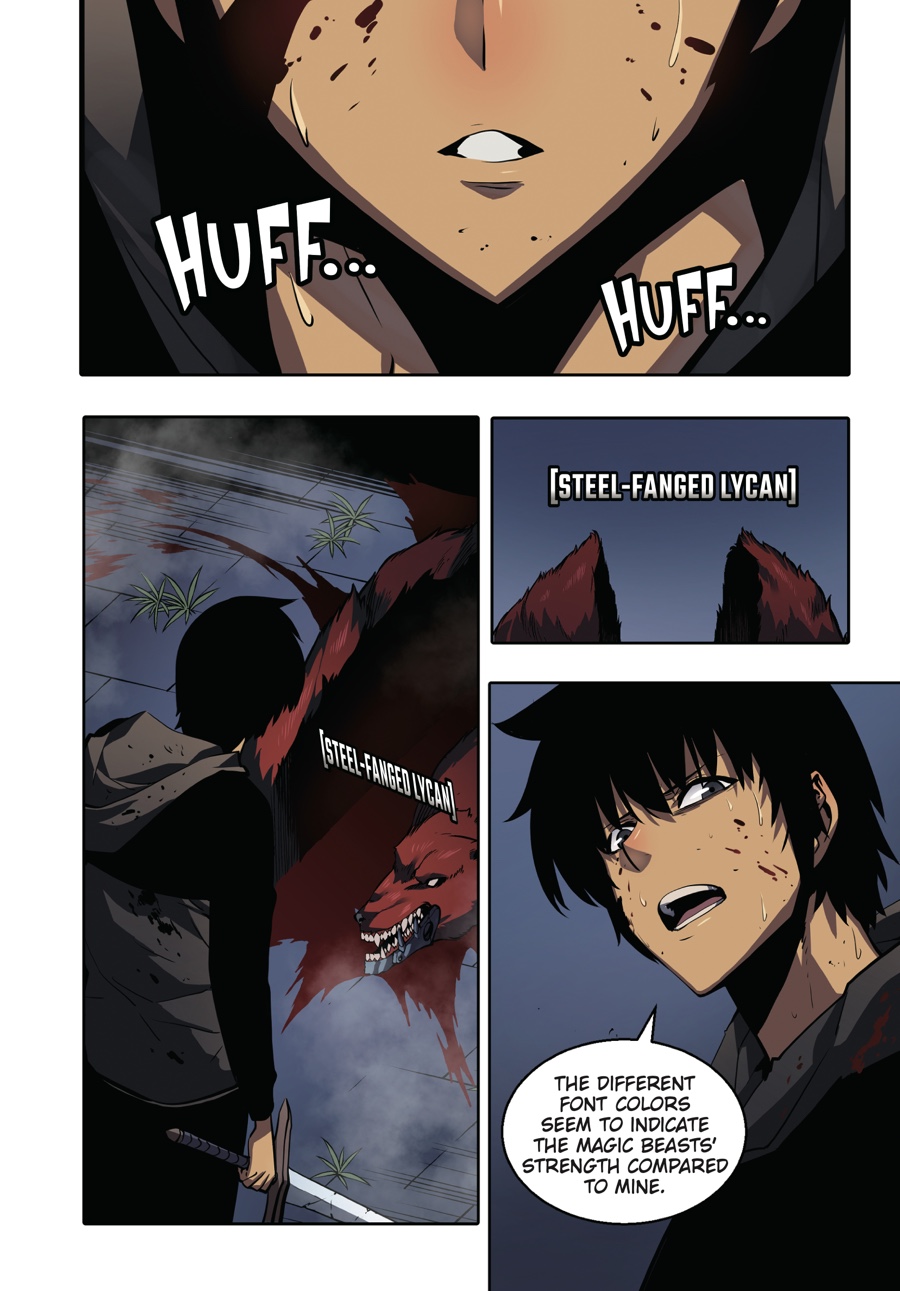 HUFF...
HUFF...
[STEEL-FANGED LYCAN]
[STEEL-FANGED LYCAN]
THE DIFFERENT
FONT COLORS
SEEM TO INDICATE
THE MAGIC BEASTS'
STRENGTH COMPARED
TO MINE.